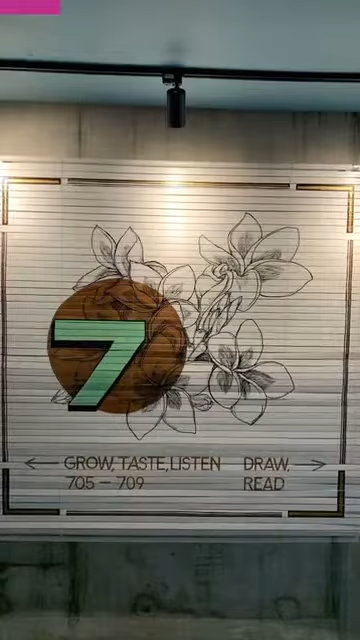 7
GROW, TASTE, LISTEN DRAW,
705 - 709 READ